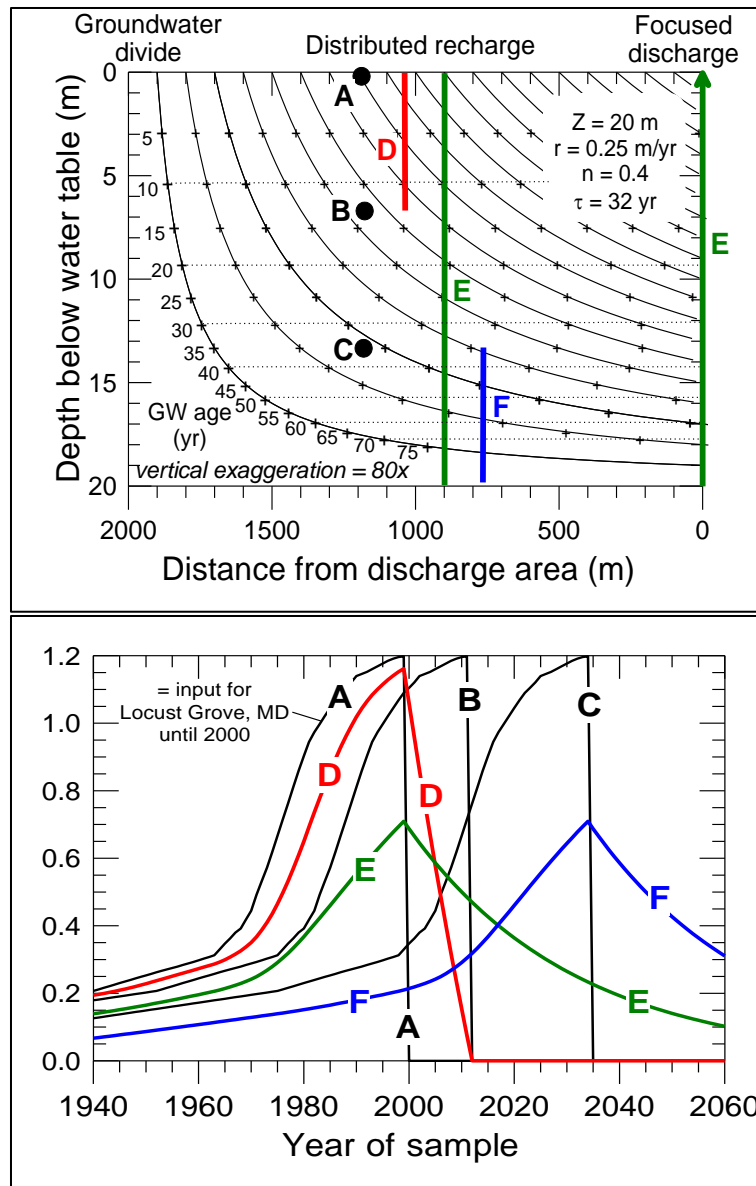 Groundwater divide
Distributed recharge
Focused discharge
Depth below water table (m)
0
5
10
15
20
A
B
C
D
E
E
F
Z = 20 m
r = 0.25 m/yr
n = 0.4
τ = 32 yr
5
10
15
20
25
30
35
40
45
50
55
60
65
70
75
GW age
(yr)
vertical exaggeration = 80x
2000
1500
1000
500
0
Distance from discharge area (m)
1.2
1.0
0.8
0.6
0.4
0.2
0.0
= input for
Locust Grove, MD
until 2000
A
B
C
D
D
E
F
F
E
A
1940
1960
1980
2000
2020
2040
2060
Year of sample